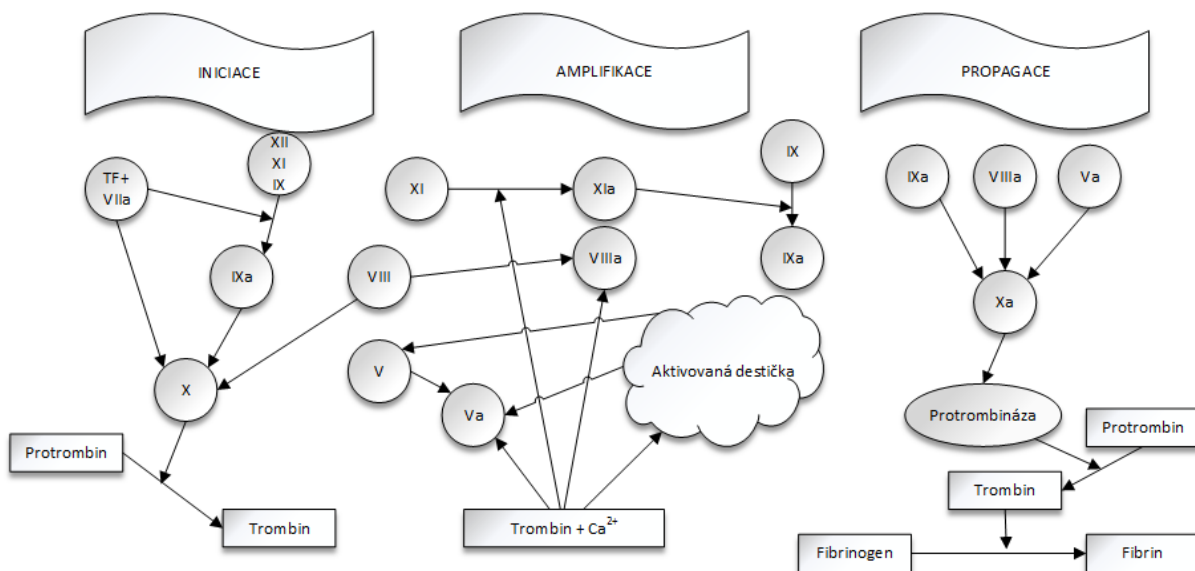 INICIACE
AMPLIFIKACE
PROPAGACE
XII
XI
IX
TF+
VIIa
IXa
X
Protrombin
Trombin
XI
XIa
IX
IXa
VIII
VIIIa
V
Va
Aktivovaná destička
Trombin + Ca²⁺
IXa
VIIIa
Va
Xa
Protrombináza
Protrombin
Trombin
Fibrinogen
Fibrin